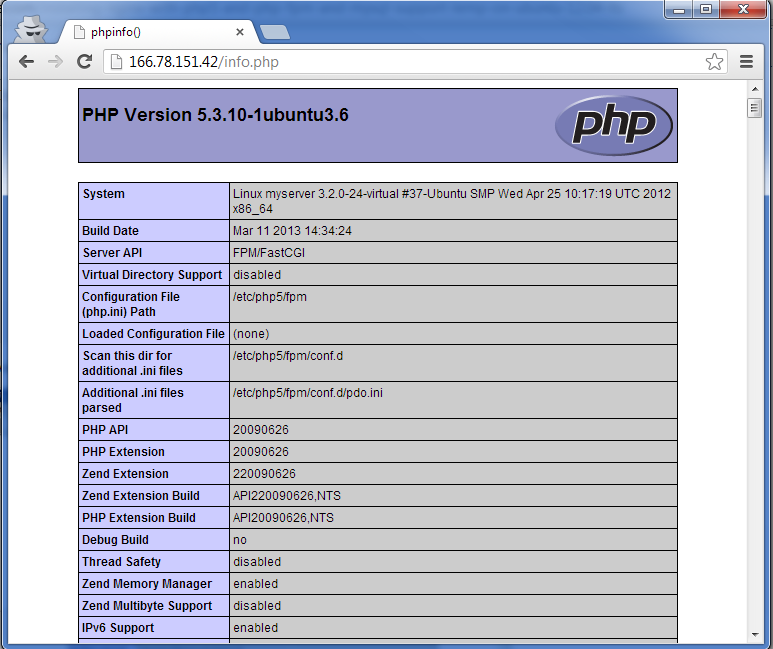 phpinfo()
166.78.151.42/info.php
PHP Version 5.3.10-1ubuntu3.6
php
System
Linux myserver 3.2.0-24-virtual #37-Ubuntu SMP Wed Apr 25 10:17:19 UTC 2012
x86_64
Build Date
Mar 11 2013 14:34:24
Server API
FPM/FastCGI
Virtual Directory Support
disabled
Configuration File
(php.ini) Path
/etc/php5/fpm
Loaded Configuration File
(none)
Scan this dir for
additional .ini files
/etc/php5/fpm/conf.d
Additional .ini files
parsed
/etc/php5/fpm/conf.d/pdo.ini
PHP API
20090626
PHP Extension
20090626
Zend Extension
220090626
Zend Extension Build
API220090626,NTS
PHP Extension Build
API20090626,NTS
Debug Build
no
Thread Safety
disabled
Zend Memory Manager
enabled
Zend Multibyte Support
disabled
IPv6 Support
enabled